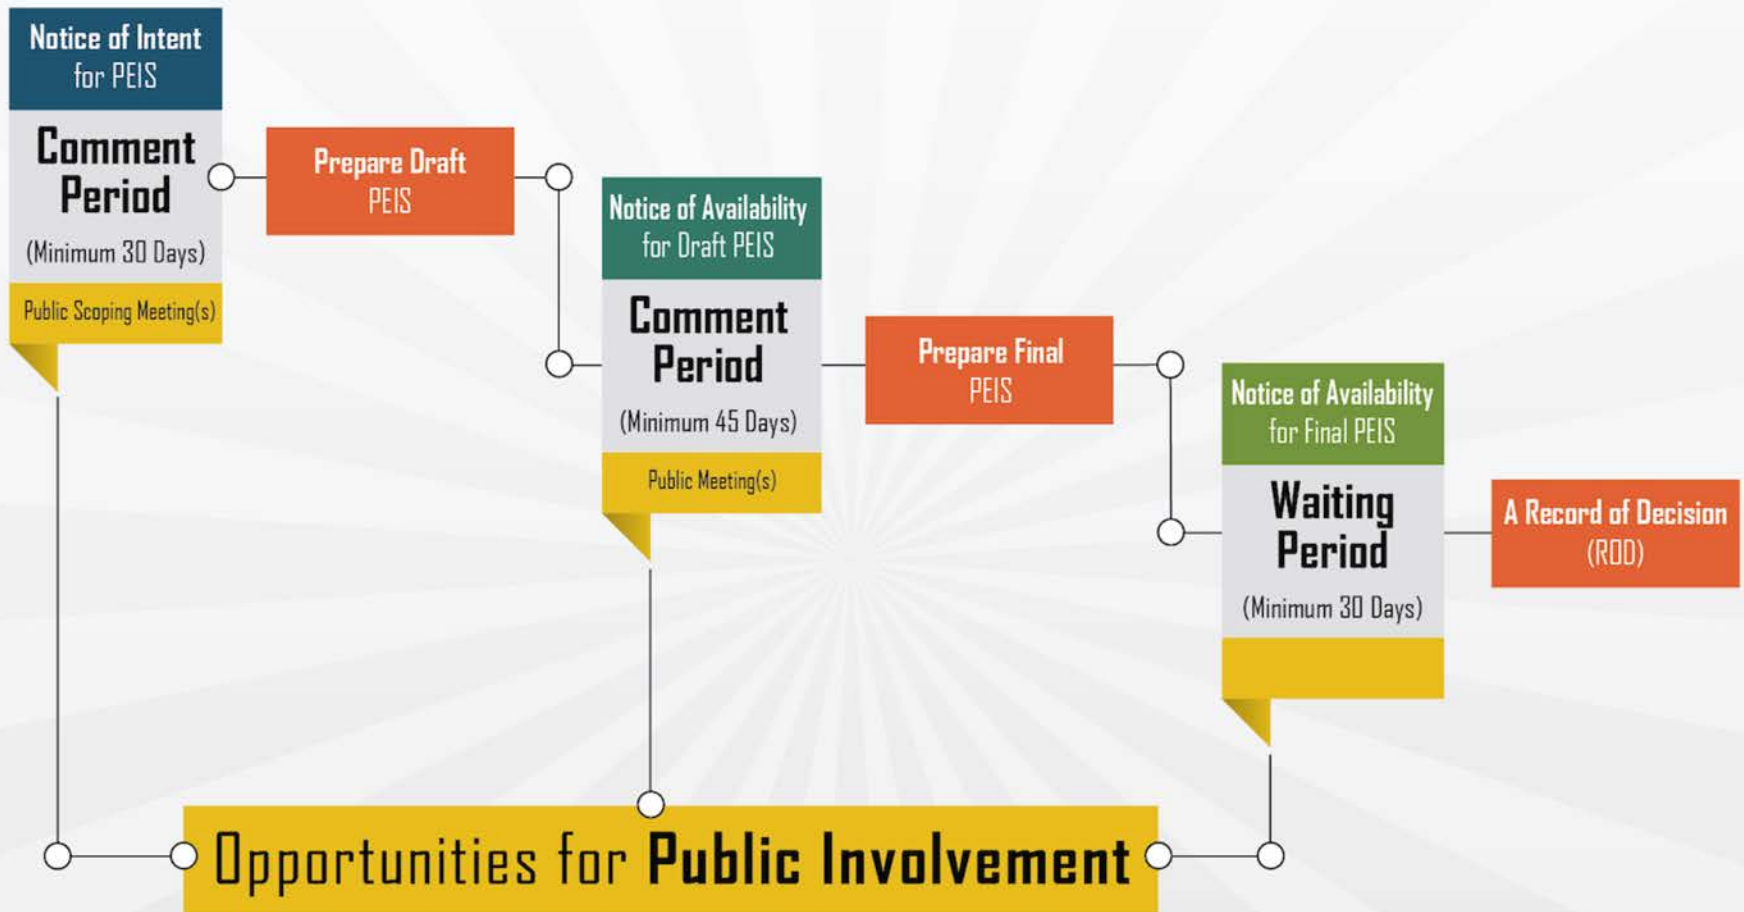 Notice of Intent
for PEIS
Comment
Period
(Minimum 30 Days)
Public Scoping Meeting(s)
Prepare Draft
PEIS
Notice of Availability
for Draft PEIS
Comment
Period
(Minimum 45 Days)
Public Meeting(s)
Prepare Final
PEIS
Notice of Availability
for Final PEIS
Waiting
Period
(Minimum 30 Days)
A Record of Decision
(ROD)
Opportunities for Public Involvement